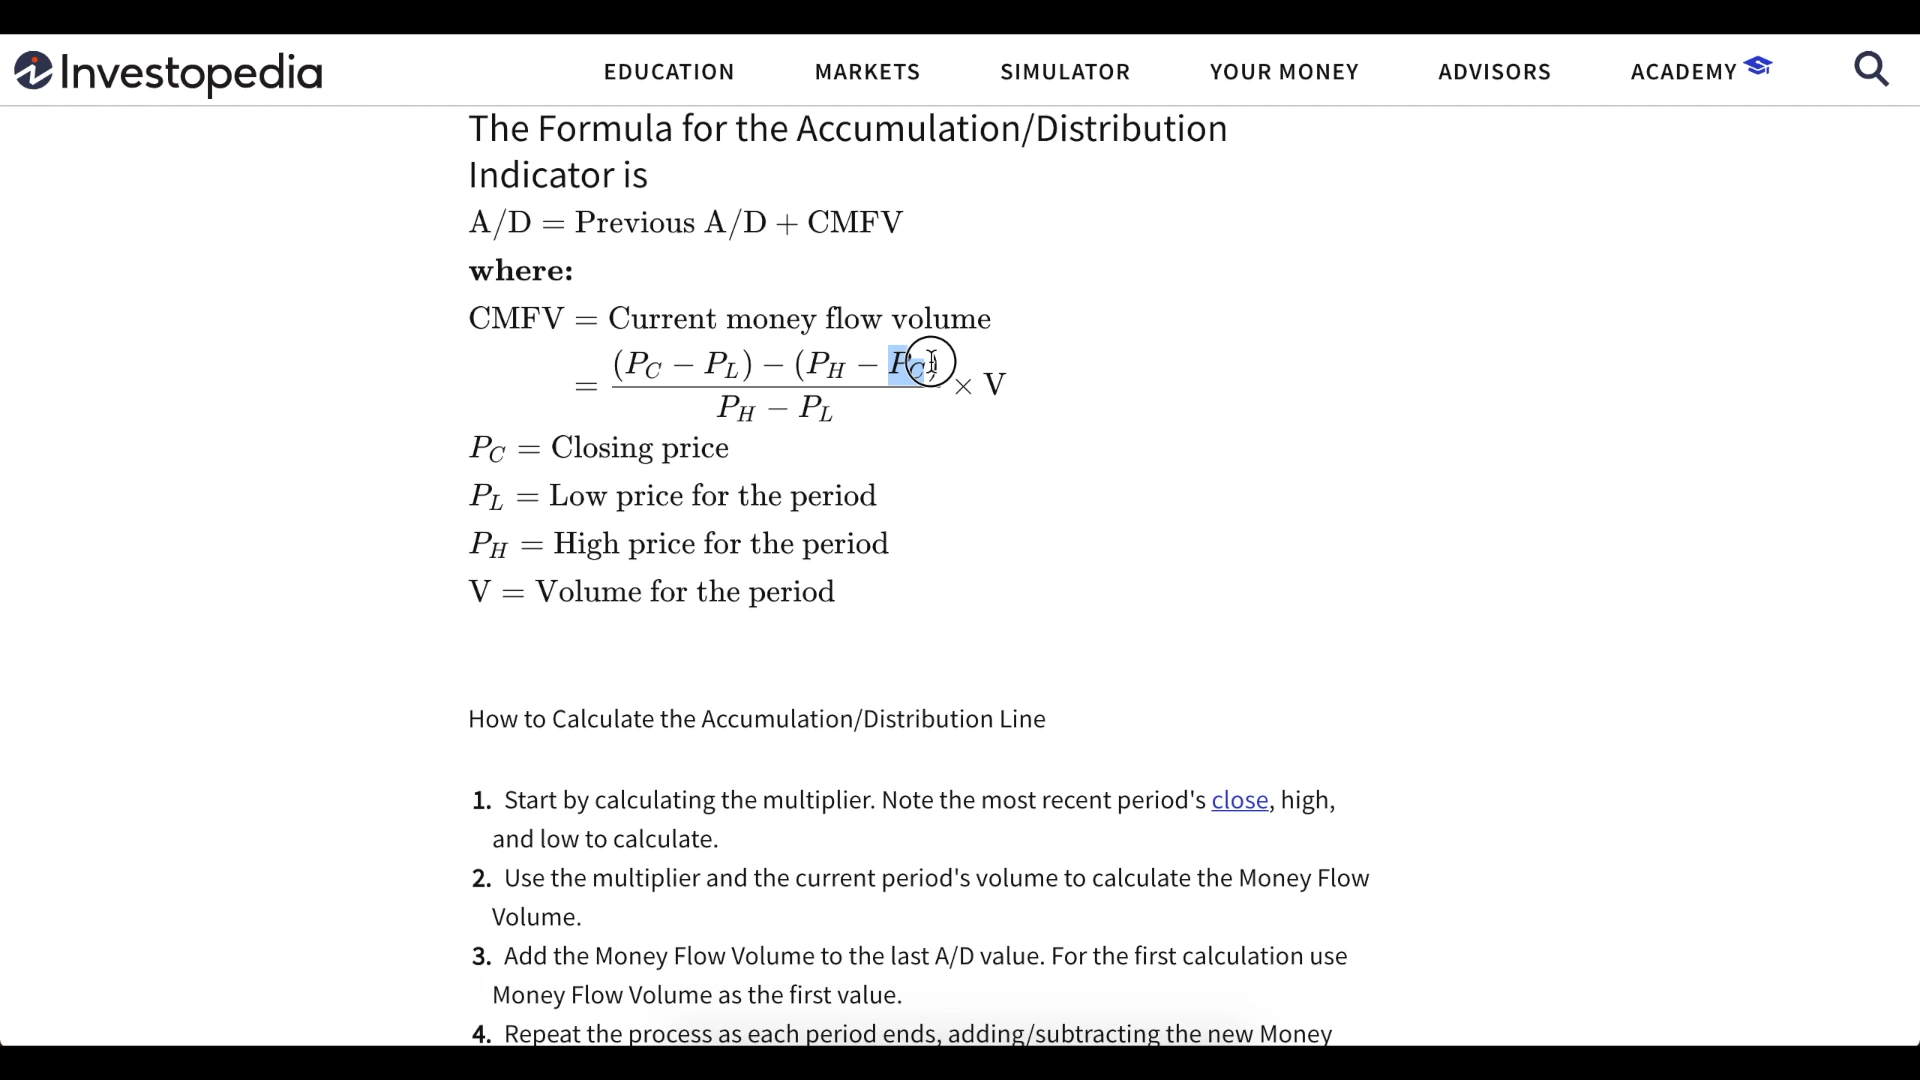 Investopedia
EDUCATION MARKETS SIMULATOR YOUR MONEY ADVISORS ACADEMY
The Formula for the Accumulation/Distribution
Indicator is
A/D = Previous A/D + CMFV
where:
CMFV = Current money flow volume
= (P_C − P_L) − (P_H − P_C) / P_H − P_L × V
P_C = Closing price
P_L = Low price for the period
P_H = High price for the period
V = Volume for the period
How to Calculate the Accumulation/Distribution Line
1. Start by calculating the multiplier. Note the most recent period's close, high,
and low to calculate.
2. Use the multiplier and the current period's volume to calculate the Money Flow
Volume.
3. Add the Money Flow Volume to the last A/D value. For the first calculation use
Money Flow Volume as the first value.
4. Repeat the process as each period ends, adding/subtracting the new Money